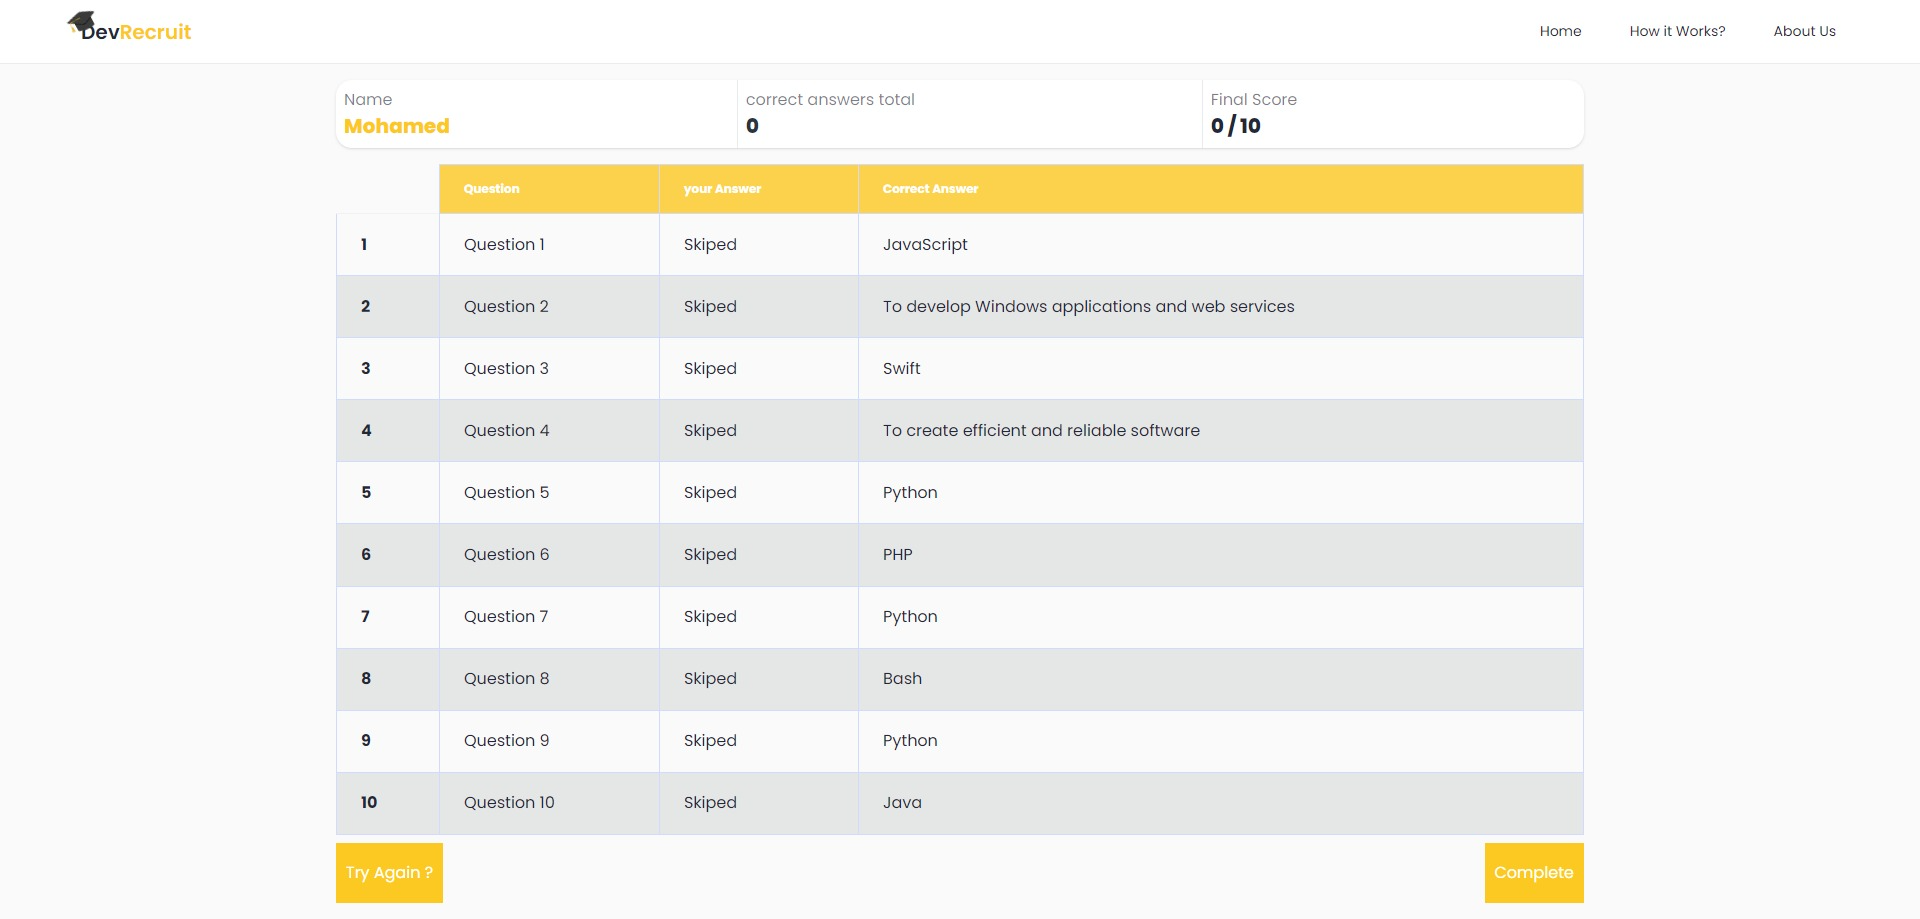 DevRecruit
Home How it Works? About Us
Name correct answers total Final Score
Mohamed 0 0 / 10
Question your Answer Correct Answer
1 Question 1 Skiped JavaScript
2 Question 2 Skiped To develop Windows applications and web services
3 Question 3 Skiped Swift
4 Question 4 Skiped To create efficient and reliable software
5 Question 5 Skiped Python
6 Question 6 Skiped PHP
7 Question 7 Skiped Python
8 Question 8 Skiped Bash
9 Question 9 Skiped Python
10 Question 10 Skiped Java
Try Again ? Complete